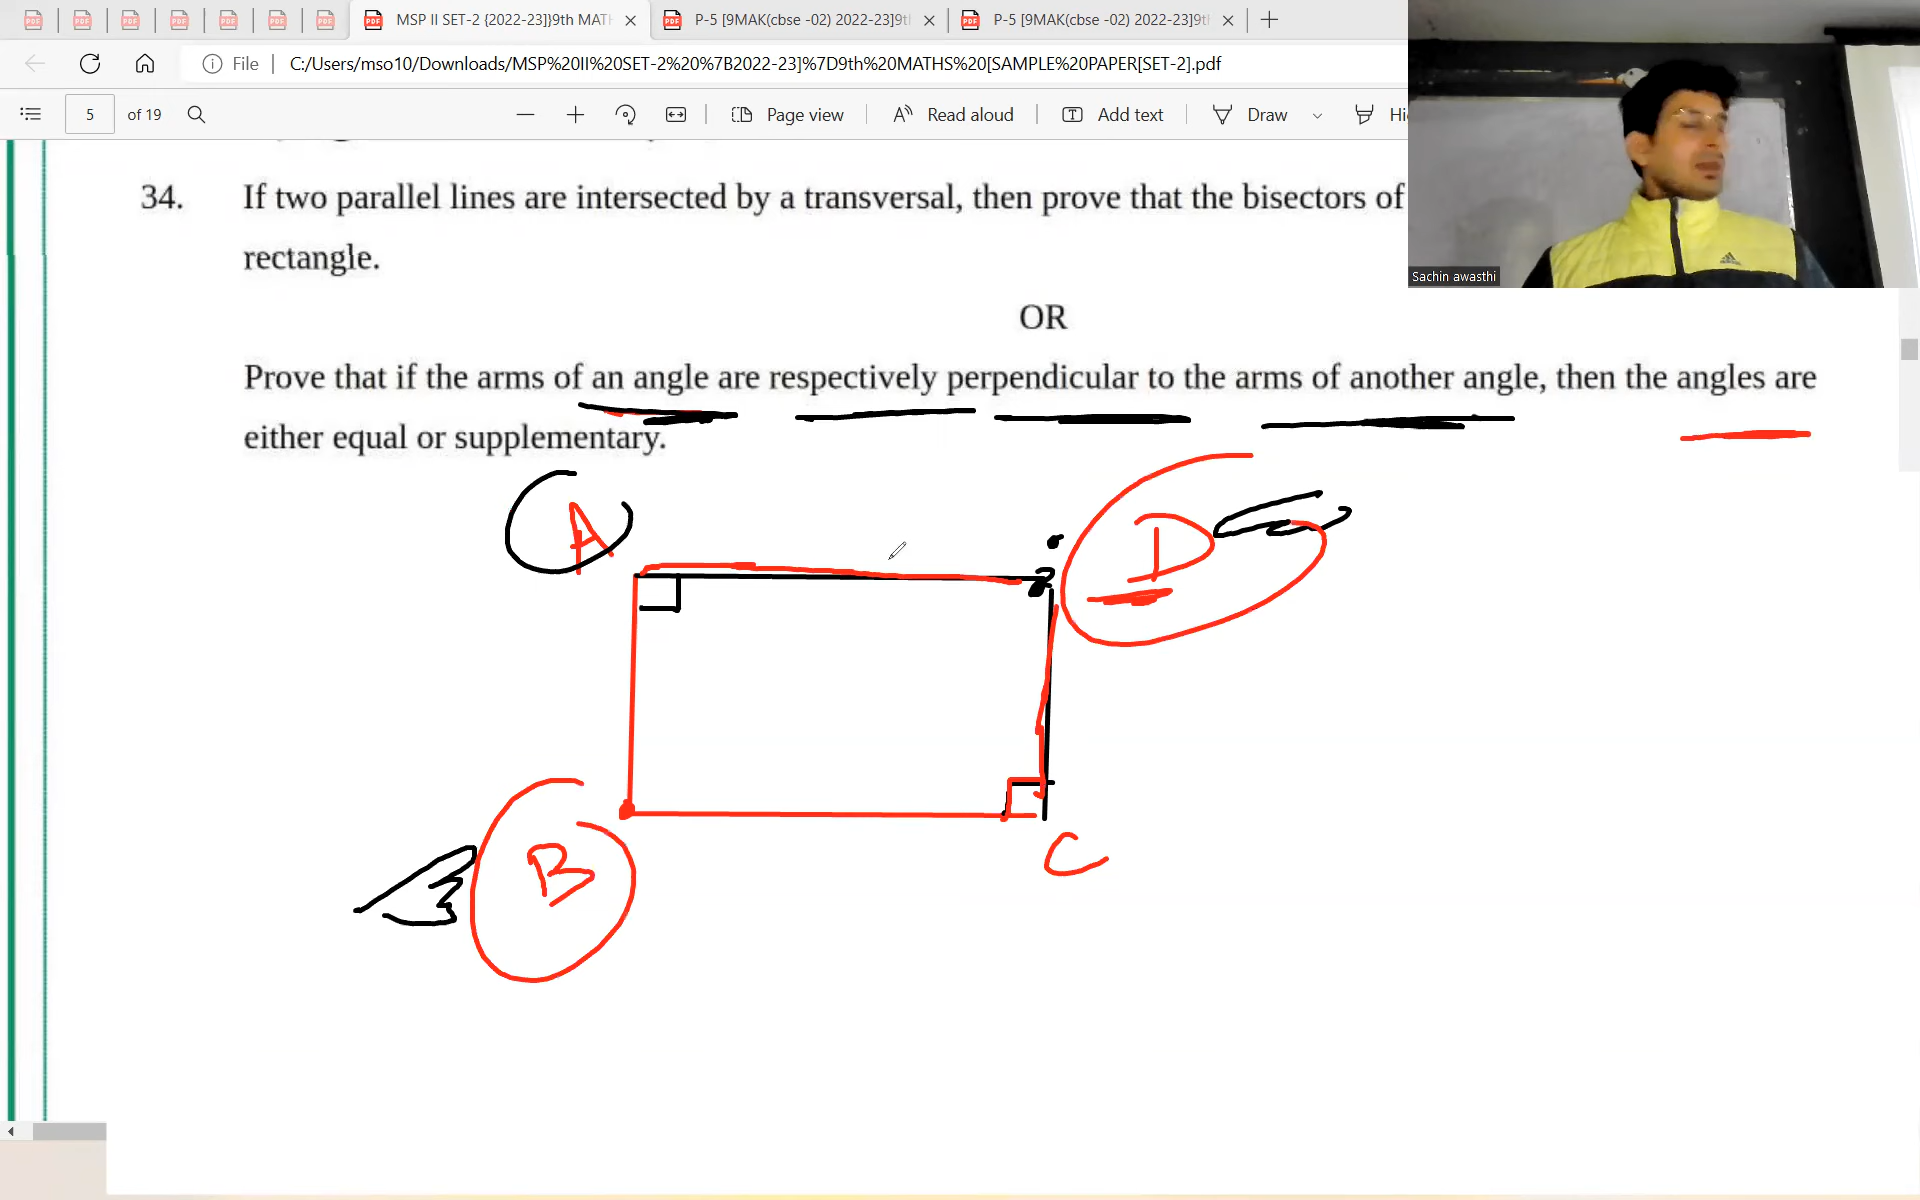 MSP II SET-2 {2022-23]}9th MATH
P-5 [9MAK(cbse -02) 2022-23]9t
P-5 [9MAK(cbse -02) 2022-23]9t
File
C:/Users/mso10/Downloads/MSP%20II%20SET-2%20%7B2022-23]%7D9th%20MATHS%20[SAMPLE%20PAPER[SET-2].pdf
5 of 19
Page view
Read aloud
Add text
Draw
Hi
Sachin awasthi
34. If two parallel lines are intersected by a transversal, then prove that the bisectors of
rectangle.
OR
Prove that if the arms of an angle are respectively perpendicular to the arms of another angle, then the angles are
either equal or supplementary.
A
D
B
C